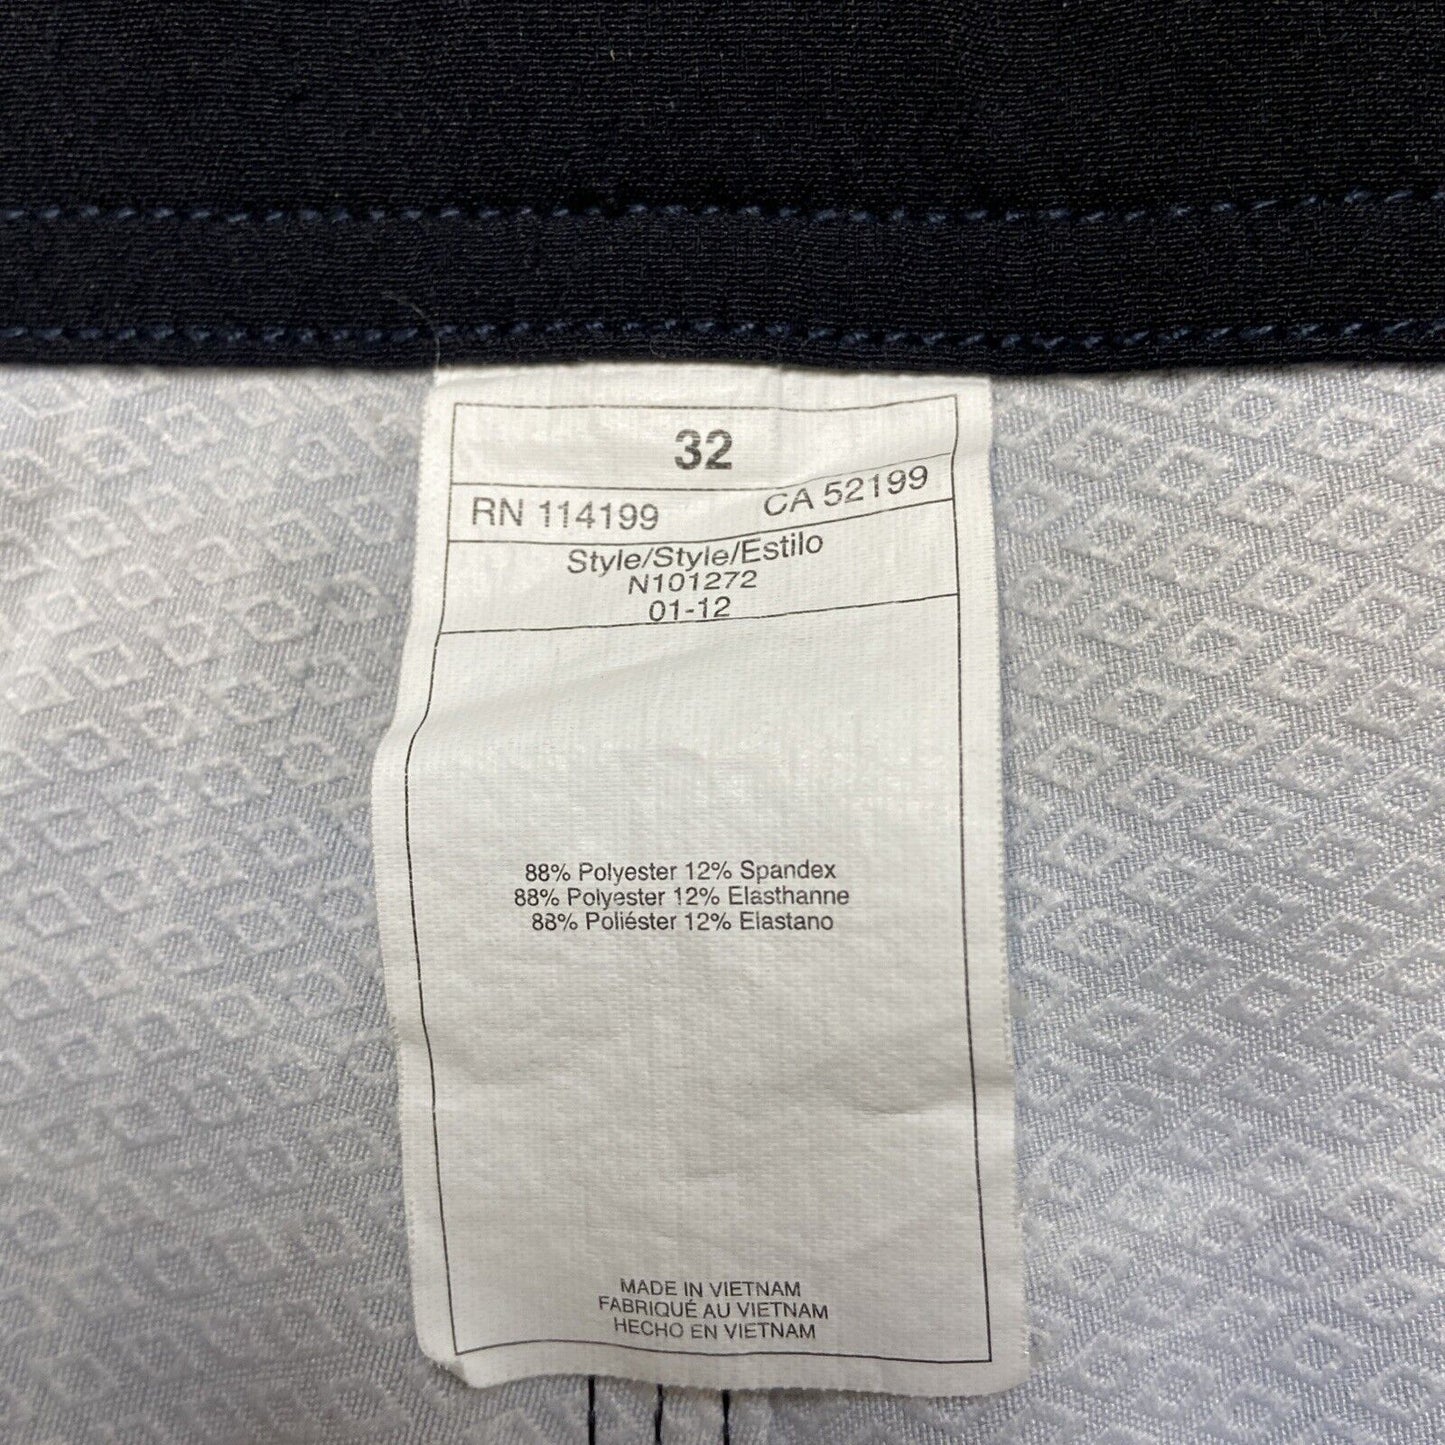 32
RN 114199 CA 52199
Style/Style/Estilo
N101272
01-12
88% Polyester 12% Spandex
88% Polyester 12% Elasthanne
88% Poliéster 12% Elastano
MADE IN VIETNAM
FABRIQUÉ AU VIETNAM
HECHO EN VIETNAM